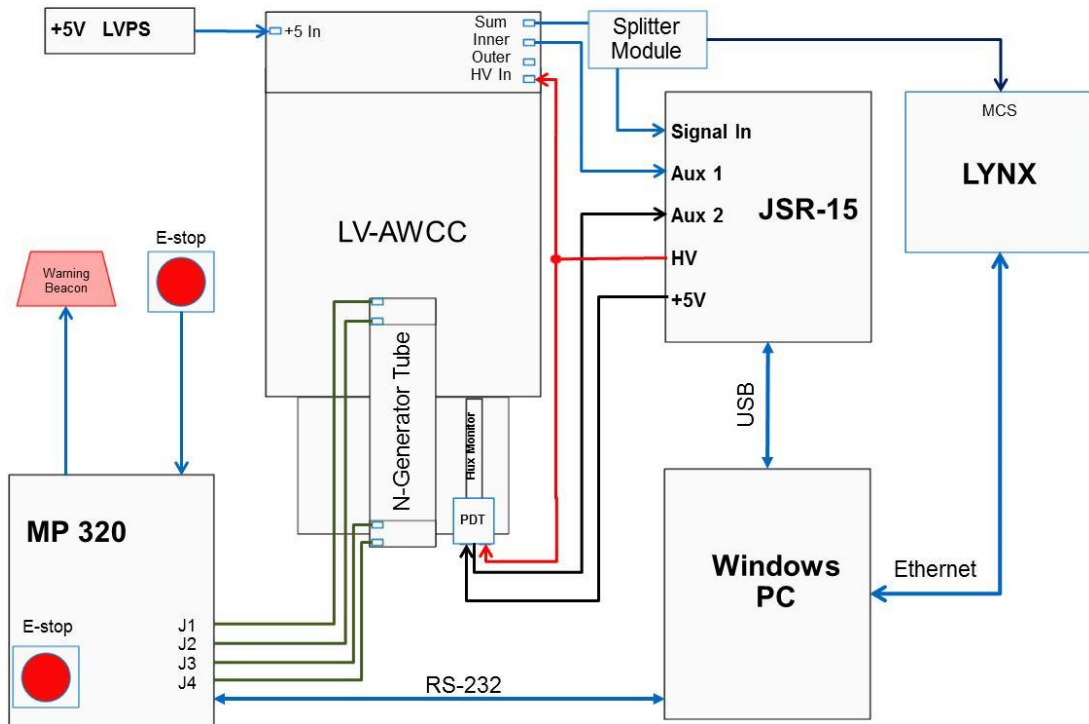 +5V LVPS
+5 In
Sum
Inner
Outer
HV In
Splitter
Module
MCS
LYNX
Signal In
Aux 1
Aux 2
HV
+5V
JSR-15
LV-AWCC
E-stop
Warning
Beacon
N-Generator Tube
Flux Monitor
PDT
USB
MP 320
Windows
PC
Ethernet
E-stop
J1
J2
J3
J4
RS-232